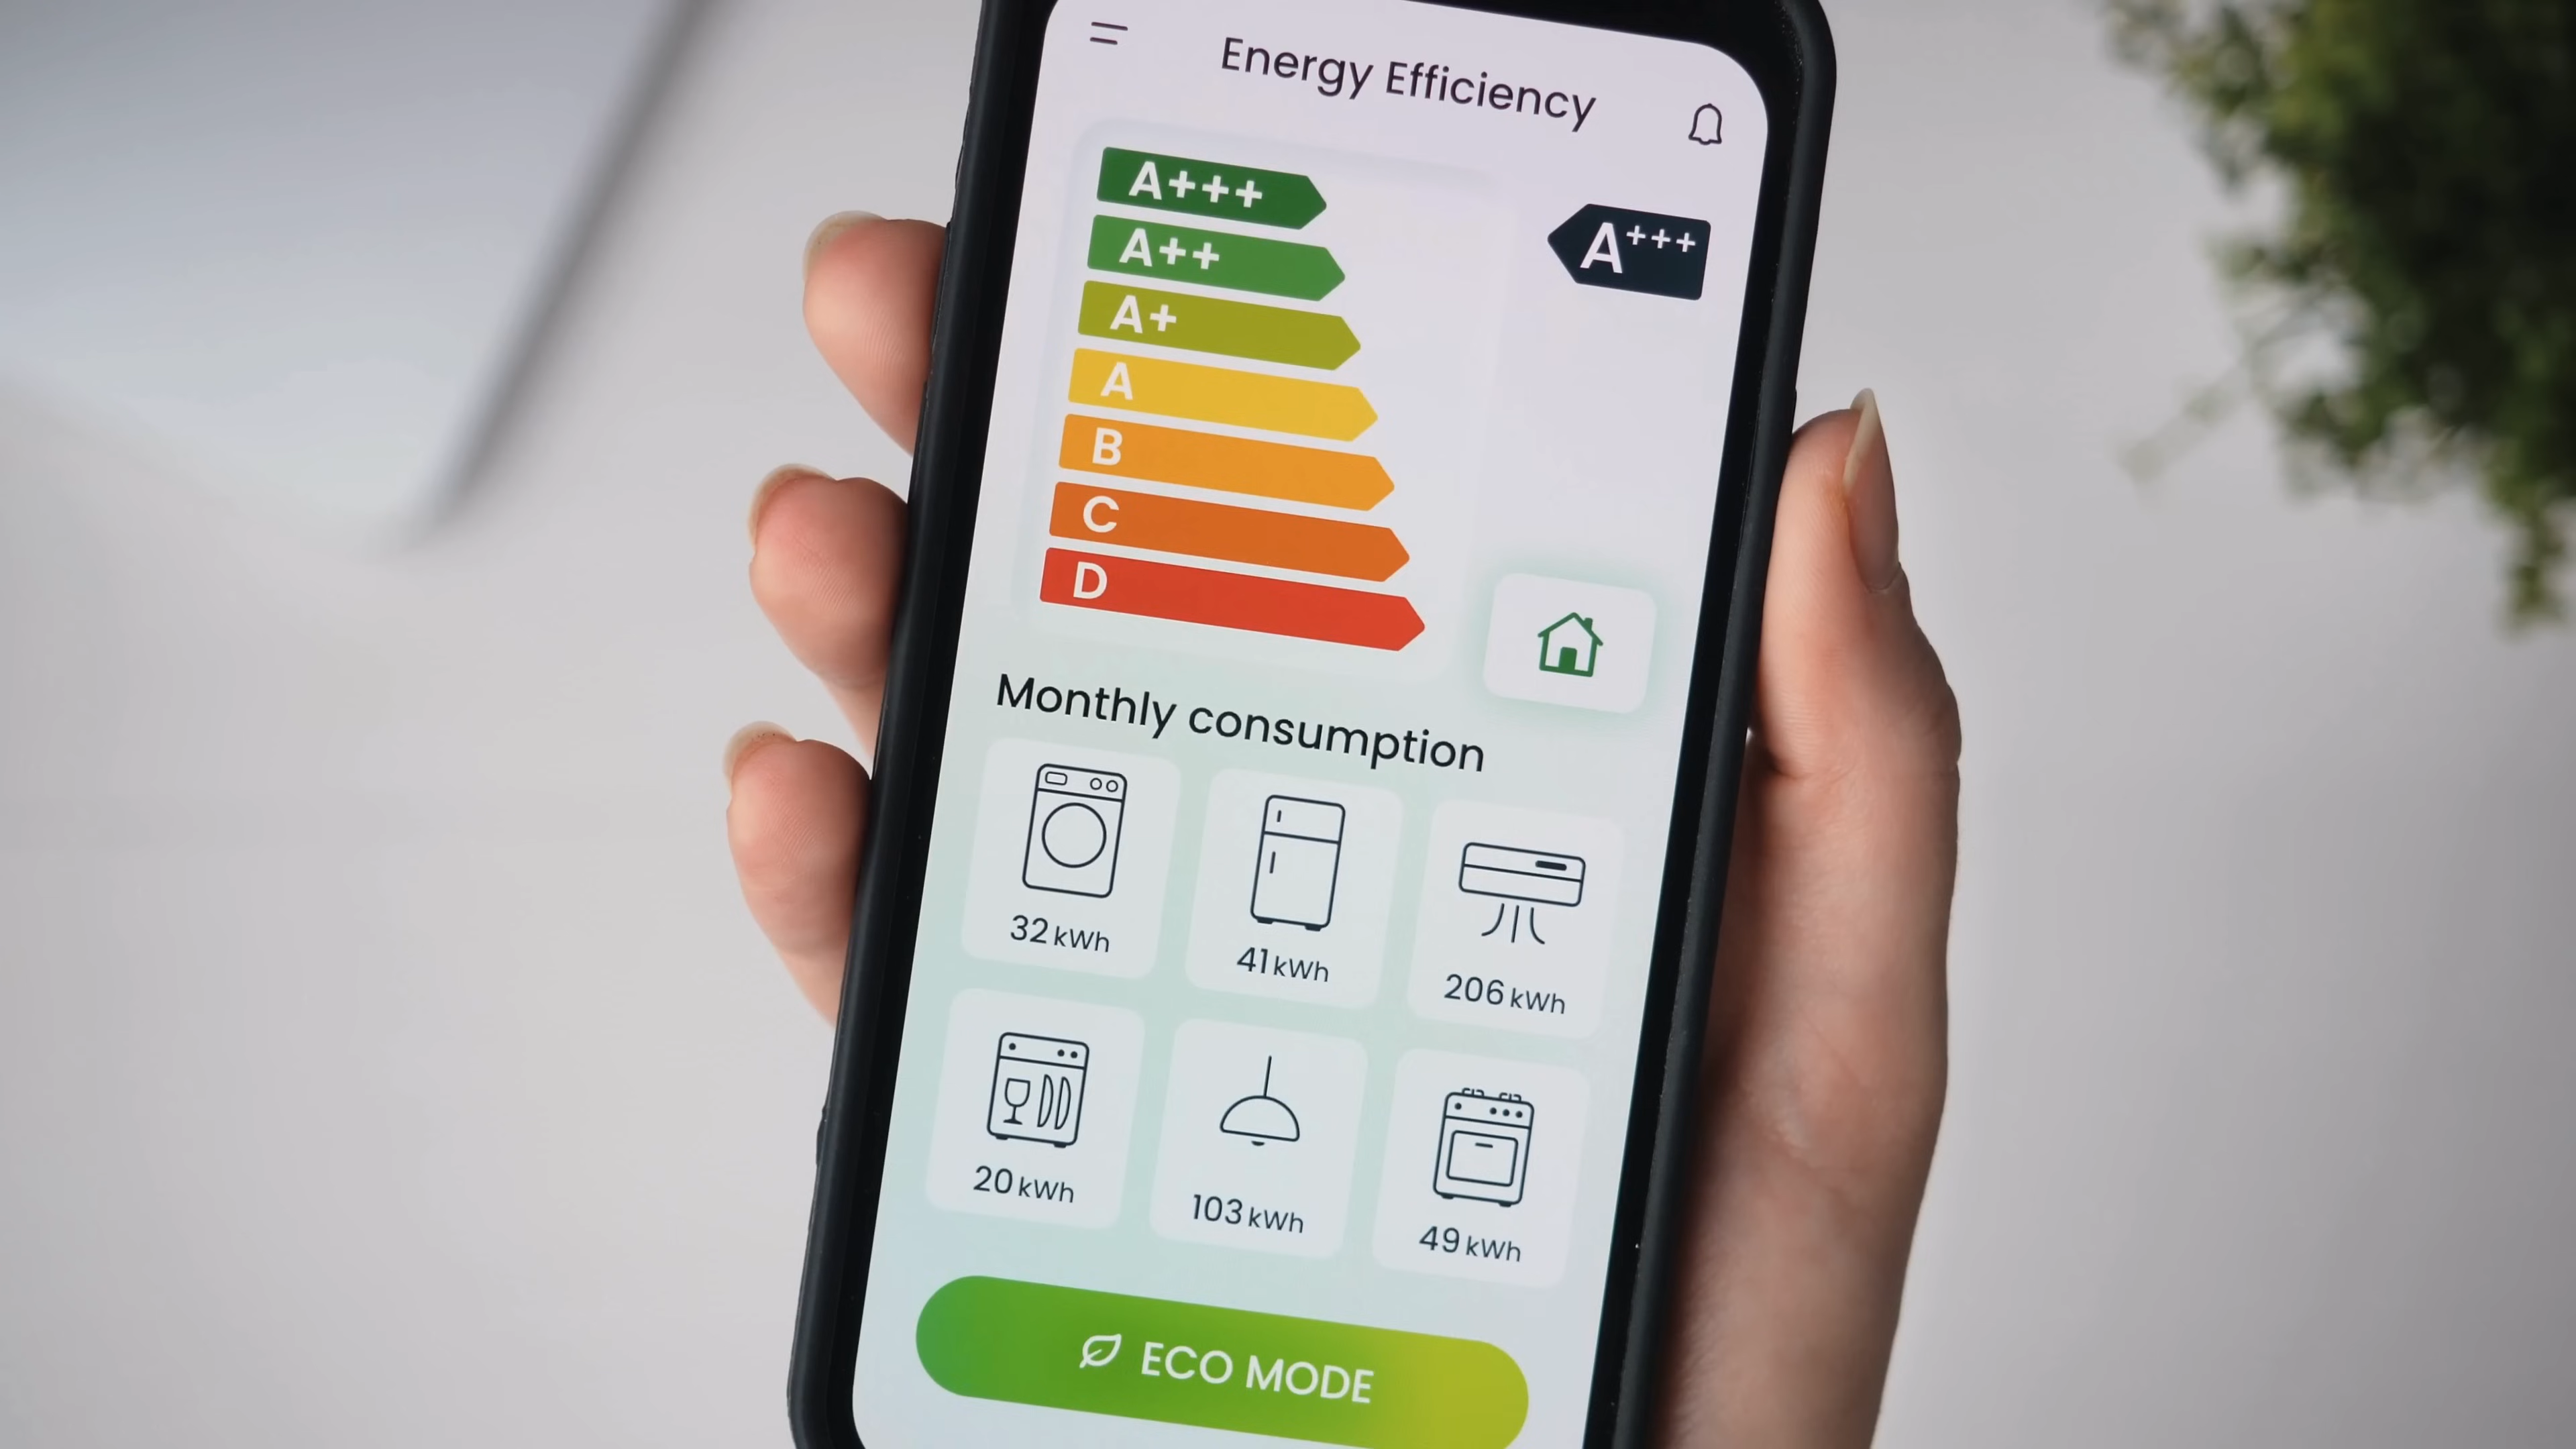 Energy Efficiency
A+++
A+++
A++
A+
A
B
C
D
Monthly consumption
32 kWh
41 kWh
206 kWh
20 kWh
103 kWh
49 kWh
ECO MODE